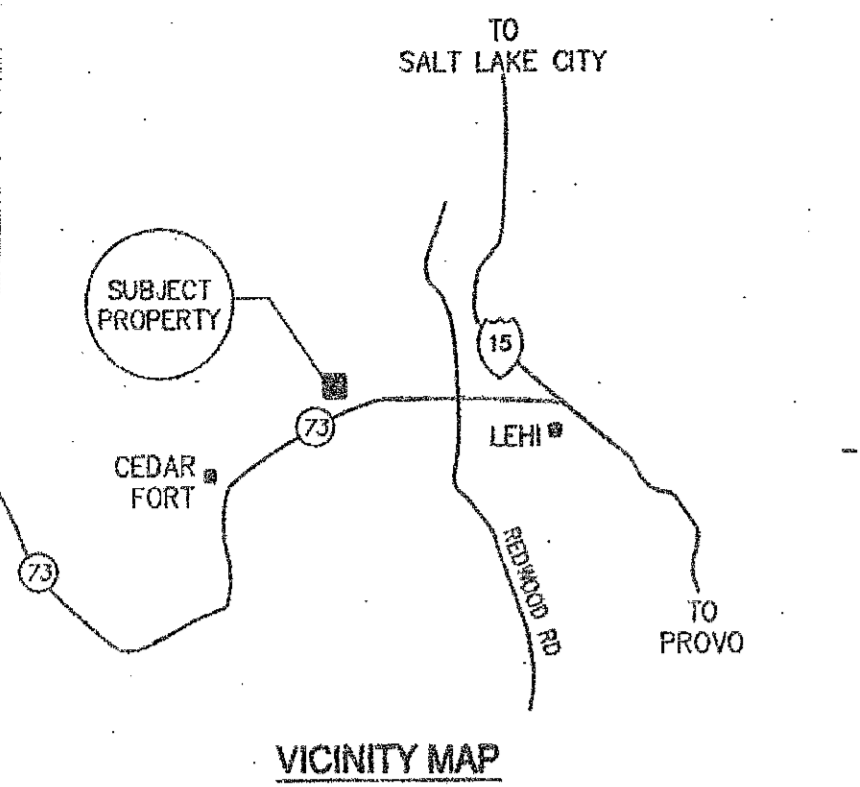 TO
SALT LAKE CITY
SUBJECT
PROPERTY
15
73
LEHI
CEDAR
FORT
73
REDWOOD RD
TO
PROVO
VICINITY MAP